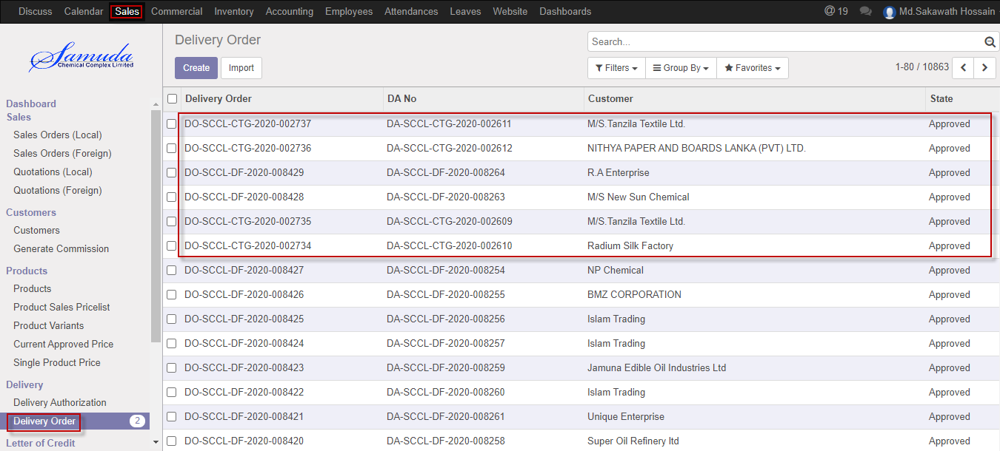 Discuss Calendar Sales Commercial Inventory Accounting Employees Attendances Leaves Website Dashboards @ 19 Md.Sakawath Hossain
Samuda
Chemical Complex Limited
Dashboard
Sales
Sales Orders (Local)
Sales Orders (Foreign)
Quotations (Local)
Quotations (Foreign)
Customers
Customers
Generate Commission
Products
Products
Product Sales Pricelist
Product Variants
Current Approved Price
Single Product Price
Delivery
Delivery Authorization
Delivery Order 2
Letter of Credit
Delivery Order
Search...
Create Import
Filters Group By Favorites
1-80 / 10863
Delivery Order DA No Customer State
DO-SCCL-CTG-2020-002737 DA-SCCL-CTG-2020-002611 M/S.Tanzila Textile Ltd. Approved
DO-SCCL-CTG-2020-002736 DA-SCCL-CTG-2020-002612 NITHYA PAPER AND BOARDS LANKA (PVT) LTD. Approved
DO-SCCL-DF-2020-008429 DA-SCCL-DF-2020-008264 R.A Enterprise Approved
DO-SCCL-DF-2020-008428 DA-SCCL-DF-2020-008263 M/S New Sun Chemical Approved
DO-SCCL-CTG-2020-002735 DA-SCCL-CTG-2020-002609 M/S.Tanzila Textile Ltd. Approved
DO-SCCL-CTG-2020-002734 DA-SCCL-CTG-2020-002610 Radium Silk Factory Approved
DO-SCCL-DF-2020-008427 DA-SCCL-DF-2020-008254 NP Chemical Approved
DO-SCCL-DF-2020-008426 DA-SCCL-DF-2020-008255 BMZ CORPORATION Approved
DO-SCCL-DF-2020-008425 DA-SCCL-DF-2020-008256 Islam Trading Approved
DO-SCCL-DF-2020-008424 DA-SCCL-DF-2020-008257 Islam Trading Approved
DO-SCCL-DF-2020-008423 DA-SCCL-DF-2020-008259 Jamuna Edible Oil Industries Ltd Approved
DO-SCCL-DF-2020-008422 DA-SCCL-DF-2020-008260 Islam Trading Approved
DO-SCCL-DF-2020-008421 DA-SCCL-DF-2020-008261 Unique Enterprise Approved
DO-SCCL-DF-2020-008420 DA-SCCL-DF-2020-008258 Super Oil Refinery ltd Approved